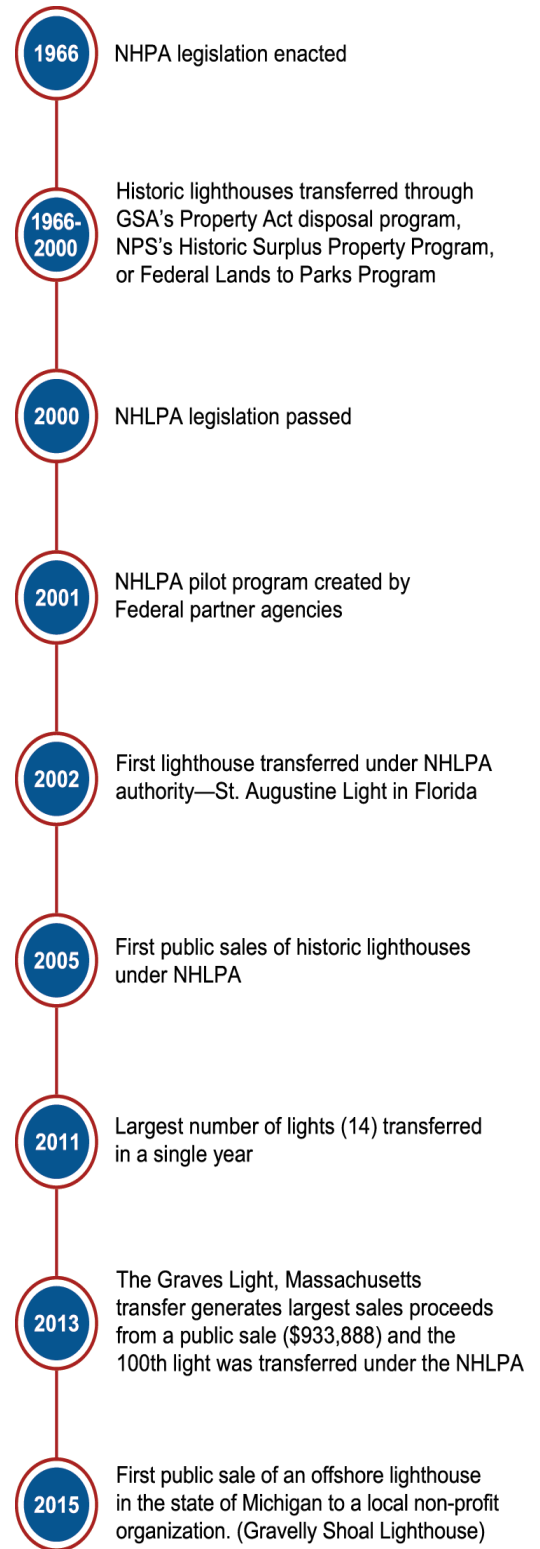 1966
NHPA legislation enacted
1966-
2000
Historic lighthouses transferred through
GSA's Property Act disposal program,
NPS's Historic Surplus Property Program,
or Federal Lands to Parks Program
2000
NHLPA legislation passed
2001
NHLPA pilot program created by
Federal partner agencies
2002
First lighthouse transferred under NHLPA
authority—St. Augustine Light in Florida
2005
First public sales of historic lighthouses
under NHLPA
2011
Largest number of lights (14) transferred
in a single year
2013
The Graves Light, Massachusetts
transfer generates largest sales proceeds
from a public sale ($933,888) and the
100th light was transferred under the NHLPA
2015
First public sale of an offshore lighthouse
in the state of Michigan to a local non-profit
organization. (Gravelly Shoal Lighthouse)